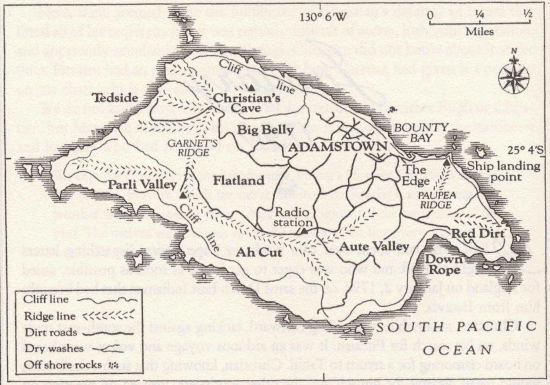 130° 6'W
0 ¼ ½
Miles
N
Cliff
line
Tedside
Christian's
Cave
Big Belly
BOUNTY
BAY
GARNET'S
RIDGE
ADAMSTOWN
25° 4'S
The
Edge
Ship landing
point
Parli Valley
Flatland
PAUPEA
RIDGE
Radio
station
Cliff
line
Red Dirt
Ah Cut
Aute Valley
Down
Rope
Cliff line
Ridge line
Dirt roads
Dry washes
Off shore rocks
SOUTH PACIFIC
OCEAN